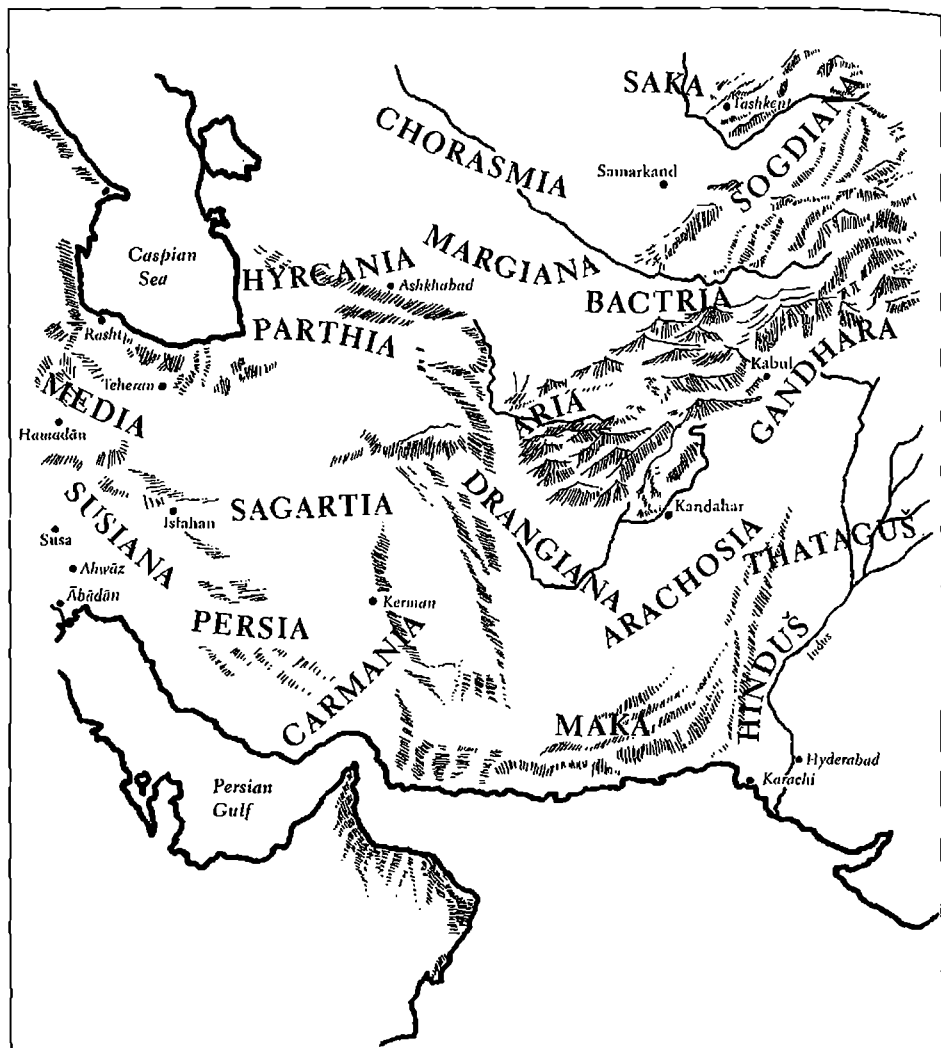 SAKA
Tashkent
CHORASMIA
SOGDIANA
Samarkand
Caspian
Sea
HYRCANIA
MARGIANA
Ashkhabad
BACTRIA
Rasht
PARTHIA
Teheran
Kabul
GANDHARA
MEDIA
ARIA
Hamadān
SUSIANA
Isfahan
SAGARTIA
DRANGIANA
Kandahar
ARACHOSIA
THATAGUŠ
Susa
Ahwāz
Ābādān
Kerman
PERSIA
CARMANIA
MAKA
HINDUŠ
Indus
Hyderabad
Karachi
Persian
Gulf